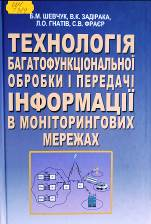 Б.М. ШЕВЧУК, В.К. ЗАДІРАКА,
Л.О. ГНАТІВ, С.В. ФРАЄР
ТЕХНОЛОГІЯ
БАГАТОФУНКЦІОНАЛЬНОЇ
ОБРОБКИ І ПЕРЕДАЧІ
ІНФОРМАЦІЇ
В МОНІТОРИНГОВИХ
МЕРЕЖАХ